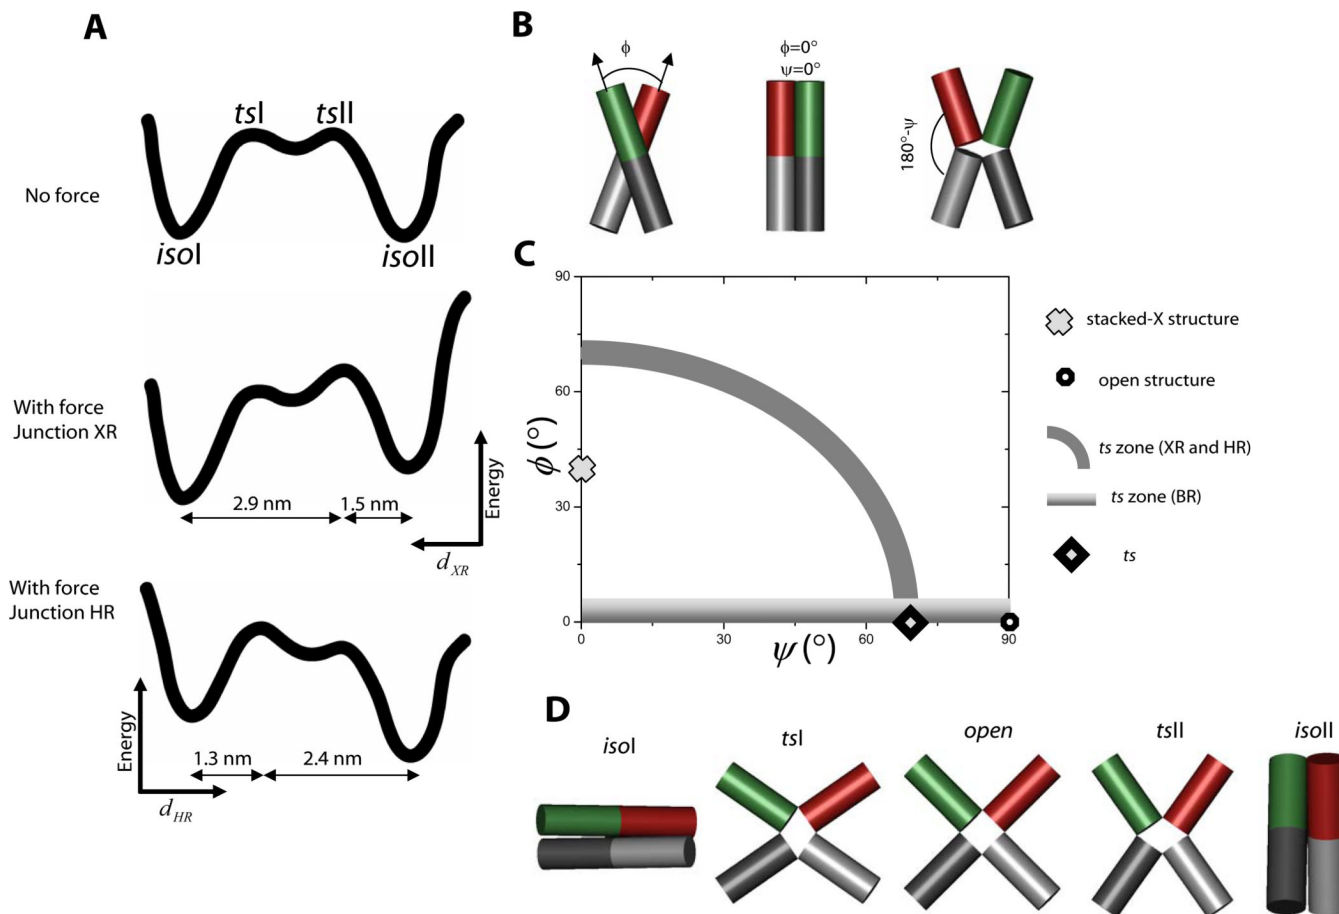 A
No force
tsI
tsII
isoI
isoII
With force
Junction XR
2.9 nm
1.5 nm
Energy
d_XR
With force
Junction HR
Energy
1.3 nm
2.4 nm
d_HR
B
ϕ
ϕ=0°
ψ=0°
180°-ψ
C
90
60
30
0
ϕ (°)
0
30
60
90
ψ (°)
stacked-X structure
open structure
ts zone (XR and HR)
ts zone (BR)
ts
D
isoI
tsI
open
tsII
isoII